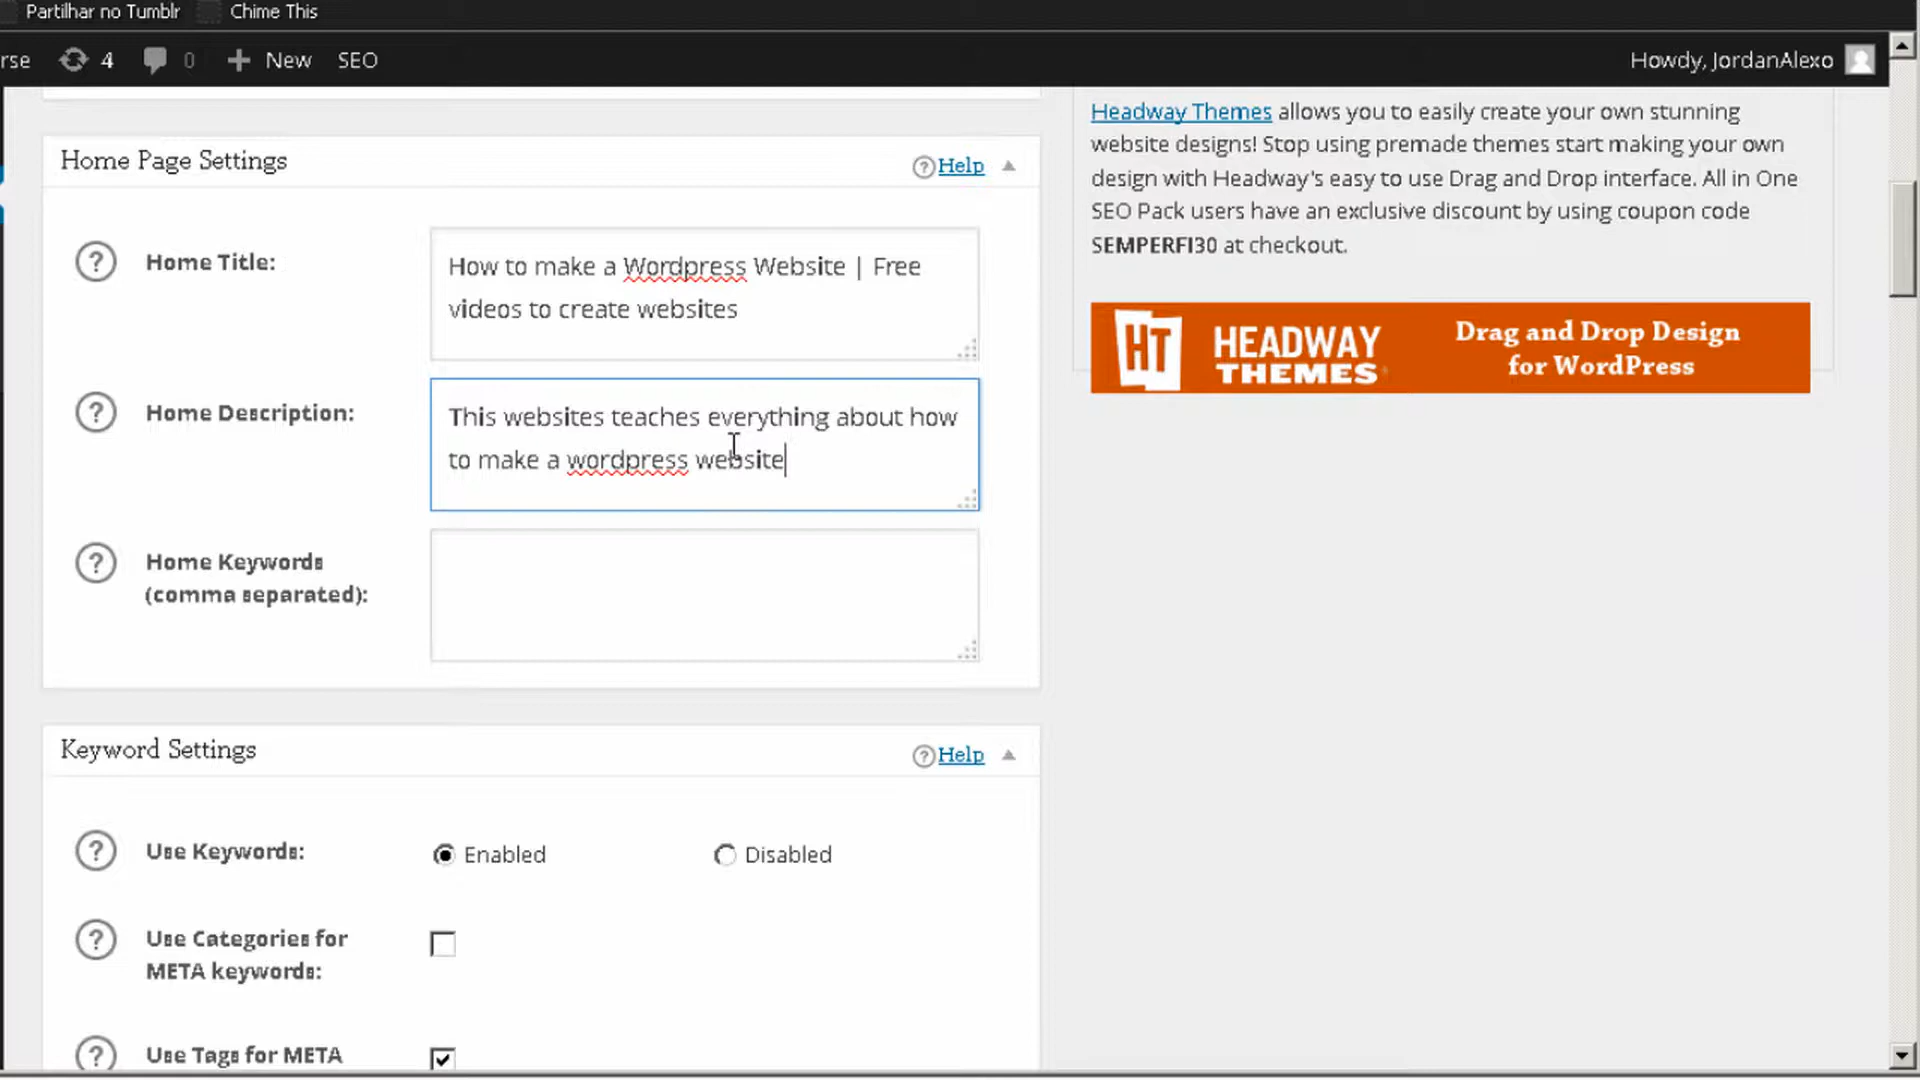 Partilhar no Tumblr Chime This
rse 4 0 New SEO Howdy, JordanAlexo
Headway Themes allows you to easily create your own stunning
website designs! Stop using premade themes start making your own
design with Headway's easy to use Drag and Drop interface. All in One
SEO Pack users have an exclusive discount by using coupon code
SEMPERFI30 at checkout.
HT HEADWAY THEMES
Drag and Drop Design
for WordPress
Home Page Settings ? Help
? Home Title:
How to make a Wordpress Website | Free
videos to create websites
? Home Description:
This websites teaches everything about how
to make a wordpress website
? Home Keywords
(comma separated):
Keyword Settings ? Help
? Use Keywords: Enabled Disabled
? Use Categories for
META keywords:
? Use Tags for META